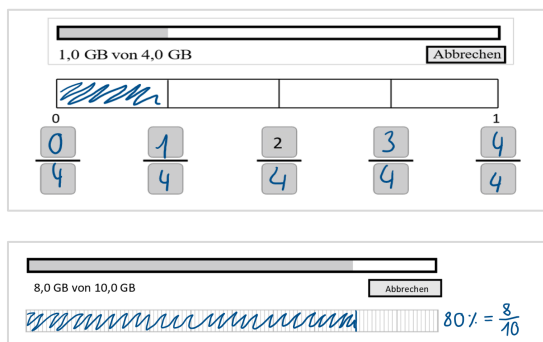 1,0 GB von 4,0 GB Abbrechen
0 1
0/4 1/4 2/4 3/4 4/4
8,0 GB von 10,0 GB Abbrechen
80 % = 8/10